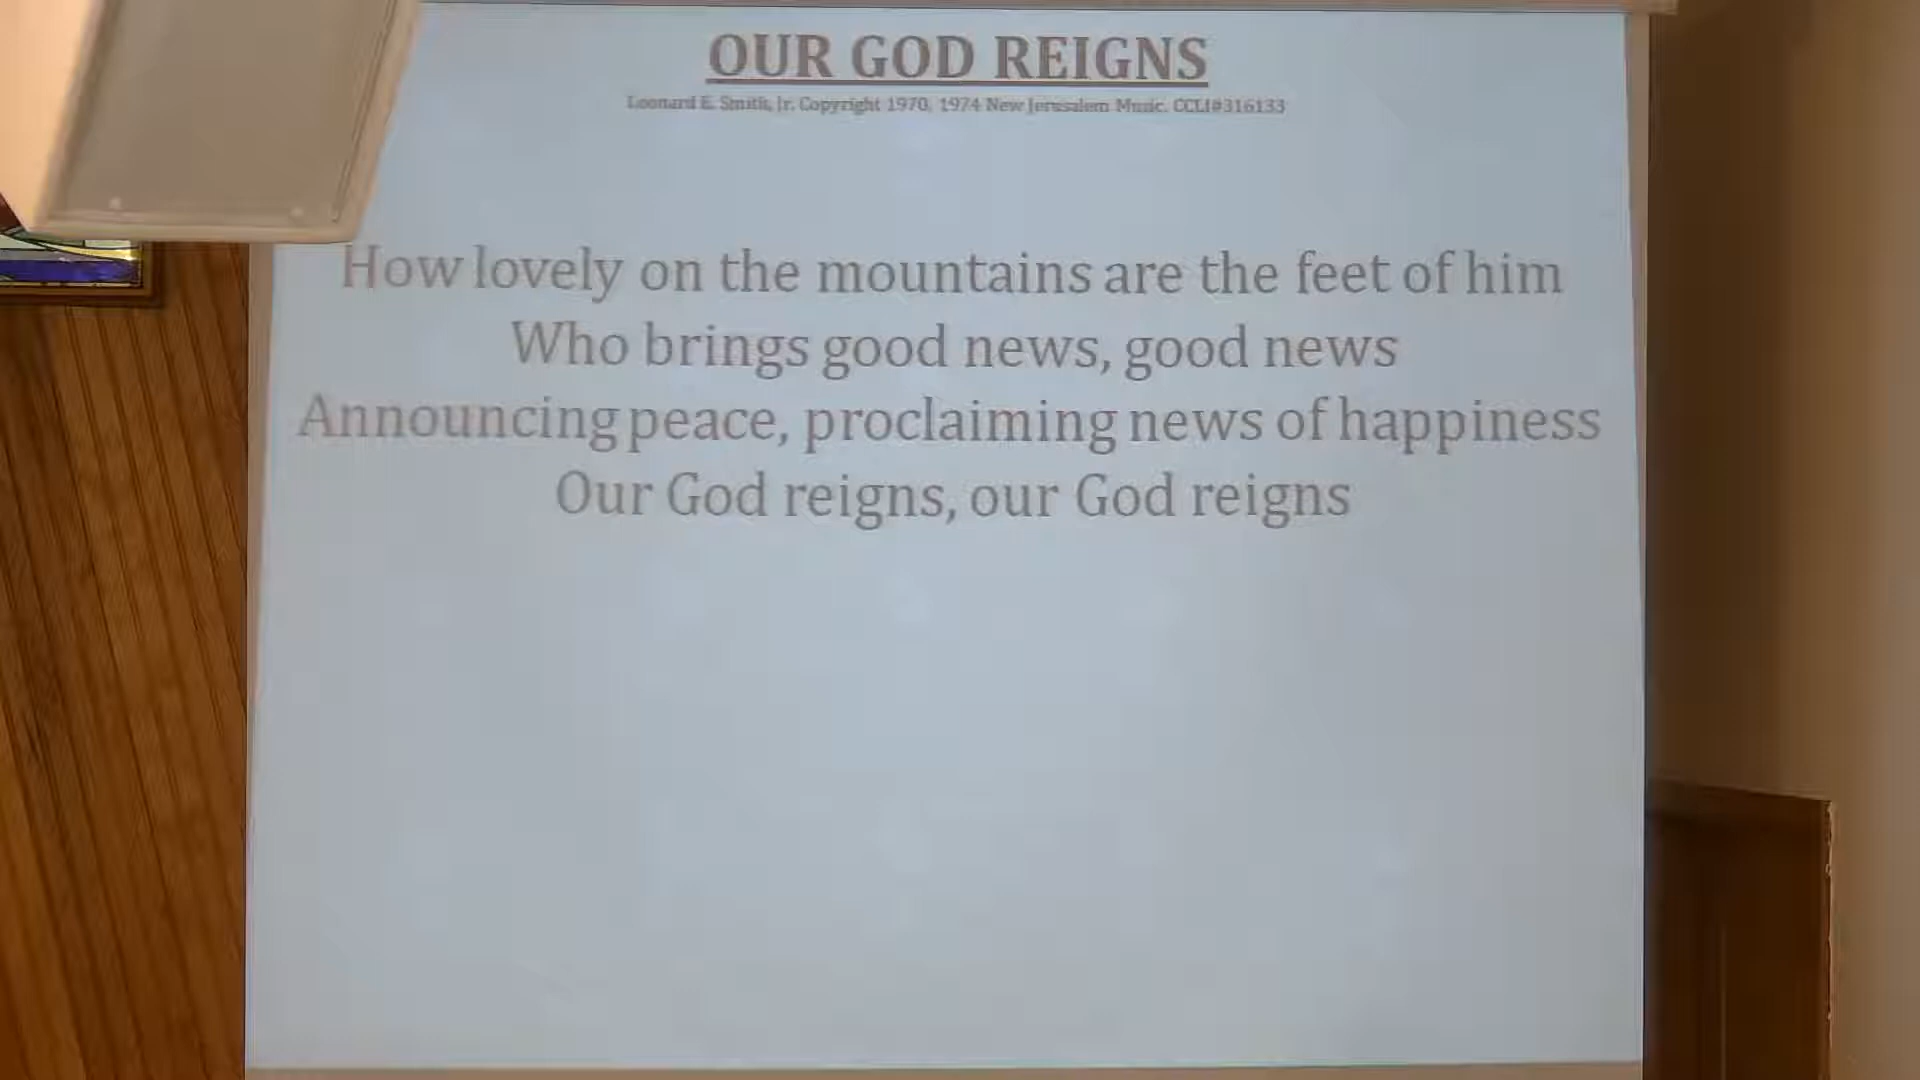 OUR GOD REIGNS
Leonard E. Smith, Jr. Copyright 1970, 1974 New Jerusalem Music. CCLI#316133
How lovely on the mountains are the feet of him
Who brings good news, good news
Announcing peace, proclaiming news of happiness
Our God reigns, our God reigns